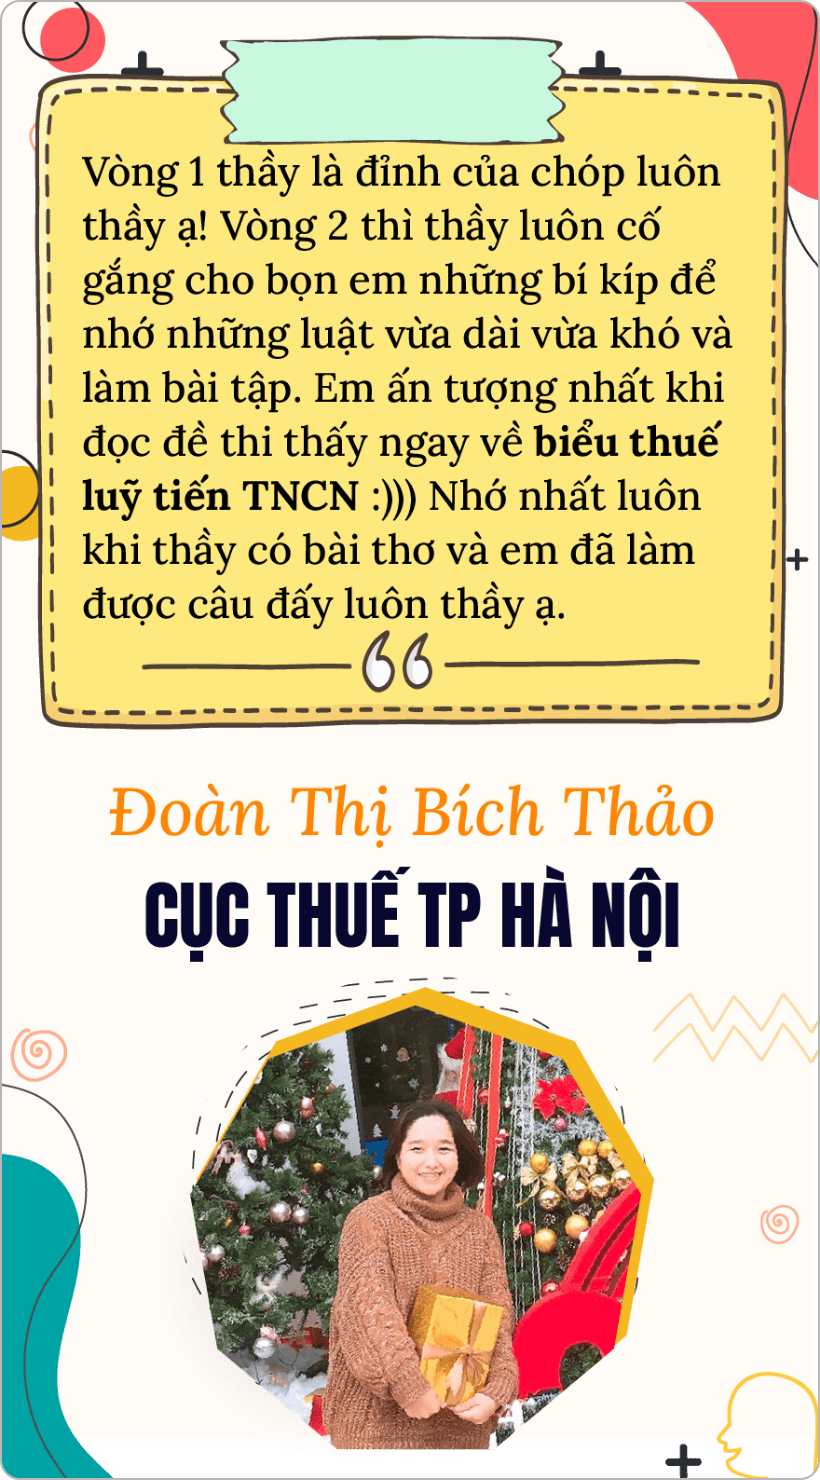 Vòng 1 thầy là đỉnh của chóp luôn
thầy ạ! Vòng 2 thì thầy luôn cố
gắng cho bọn em những bí kíp để
nhớ những luật vừa dài vừa khó và
làm bài tập. Em ấn tượng nhất khi
đọc đề thi thấy ngay về biểu thuế
luỹ tiến TNCN :))) Nhớ nhất luôn
khi thầy có bài thơ và em đã làm
được câu đấy luôn thầy ạ.
Đoàn Thị Bích Thảo
CỤC THUẾ TP HÀ NỘI